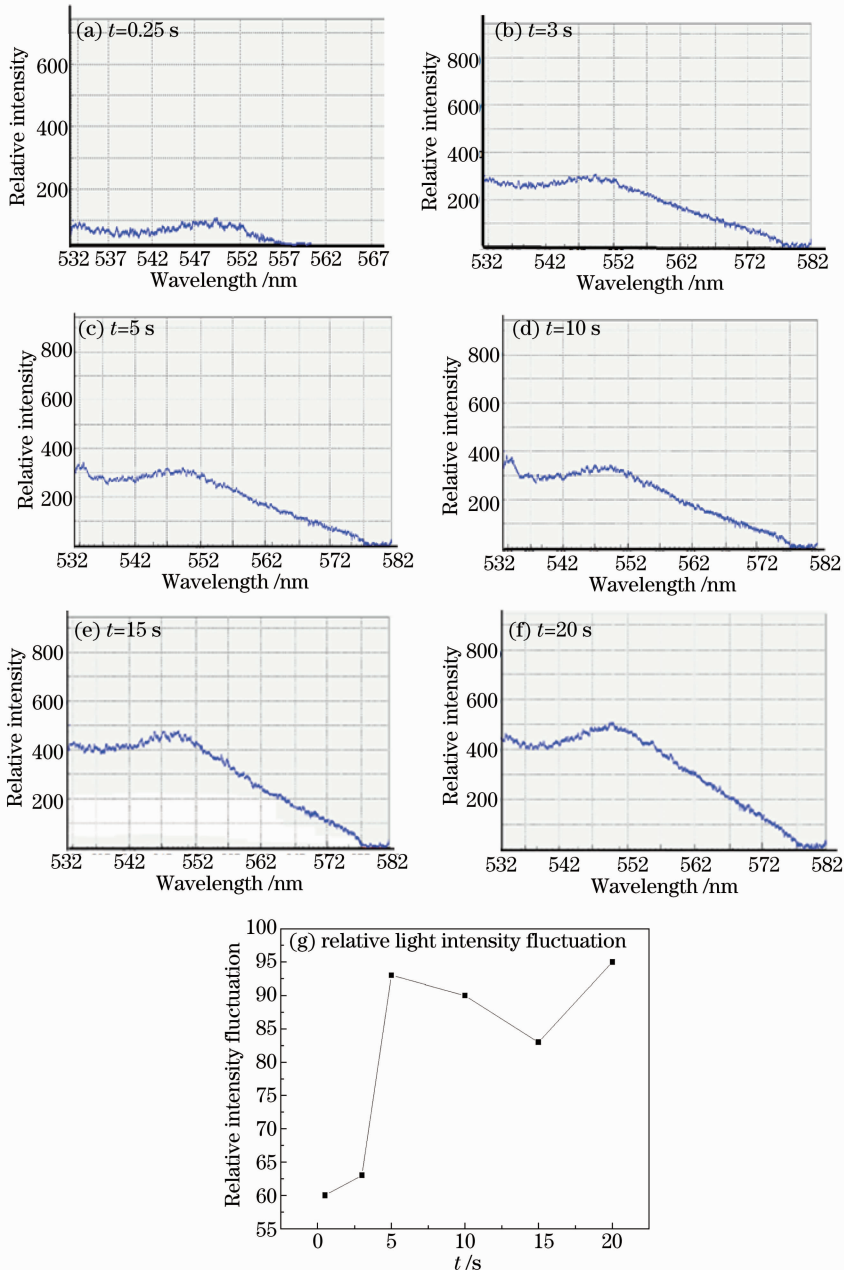 (a) t=0.25 s
600
400
200
532 537 542 547 552 557 562 567
Wavelength /nm
Relative intensity
(b) t=3 s
800
600
400
200
532 542 552 562 572 582
Wavelength /nm
Relative intensity
(c) t=5 s
800
600
400
200
532 542 552 562 572 582
Wavelength /nm
Relative intensity
(d) t=10 s
800
600
400
200
532 542 552 562 572 582
Wavelength /nm
Relative intensity
(e) t=15 s
800
600
400
200
532 542 552 562 572 582
Wavelength /nm
Relative intensity
(f) t=20 s
800
600
400
200
532 542 552 562 572 582
Wavelength /nm
Relative intensity
(g) relative light intensity fluctuation
100
95
90
85
80
75
70
65
60
55
0 5 10 15 20
t /s
Relative intensity fluctuation